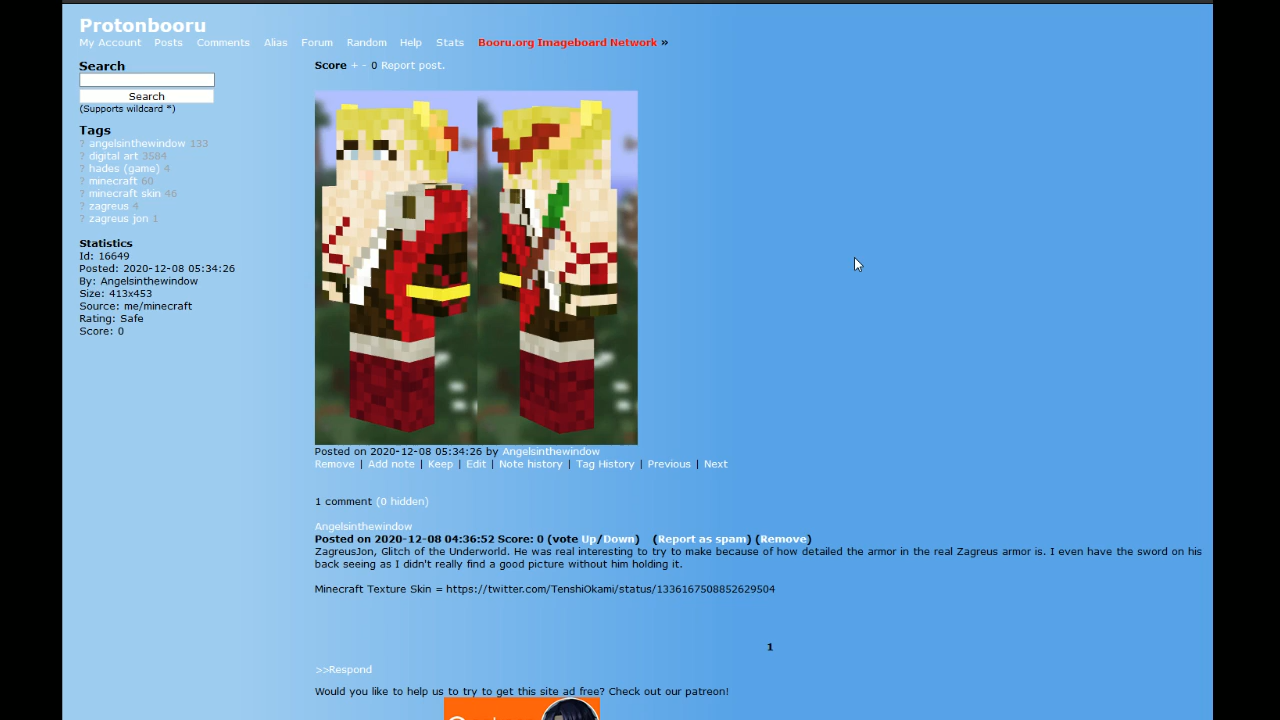 Protonbooru
My Account Posts Comments Alias Forum Random Help Stats Booru.org Imageboard Network »
Search
Search
(Supports wildcard *)
Tags
? angelsinthewindow 133
? digital art 3584
? hades (game) 4
? minecraft 60
? minecraft skin 46
? zagreus 4
? zagreus jon 1
Statistics
Id: 16649
Posted: 2020-12-08 05:34:26
By: Angelsinthewindow
Size: 413x453
Source: me/minecraft
Rating: Safe
Score: 0
Score + - 0 Report post.
Posted on 2020-12-08 05:34:26 by Angelsinthewindow
Remove | Add note | Keep | Edit | Note history | Tag History | Previous | Next
1 comment (0 hidden)
Angelsinthewindow
Posted on 2020-12-08 04:36:52 Score: 0 (vote Up/Down) (Report as spam) (Remove)
ZagreusJon, Glitch of the Underworld. He was real interesting to try to make because of how detailed the armor in the real Zagreus armor is. I even have the sword on his
back seeing as I didn't really find a good picture without him holding it.
Minecraft Texture Skin = https://twitter.com/TenshiOkami/status/1336167508852629504
1
>>Respond
Would you like to help us to try to get this site ad free? Check out our patreon!